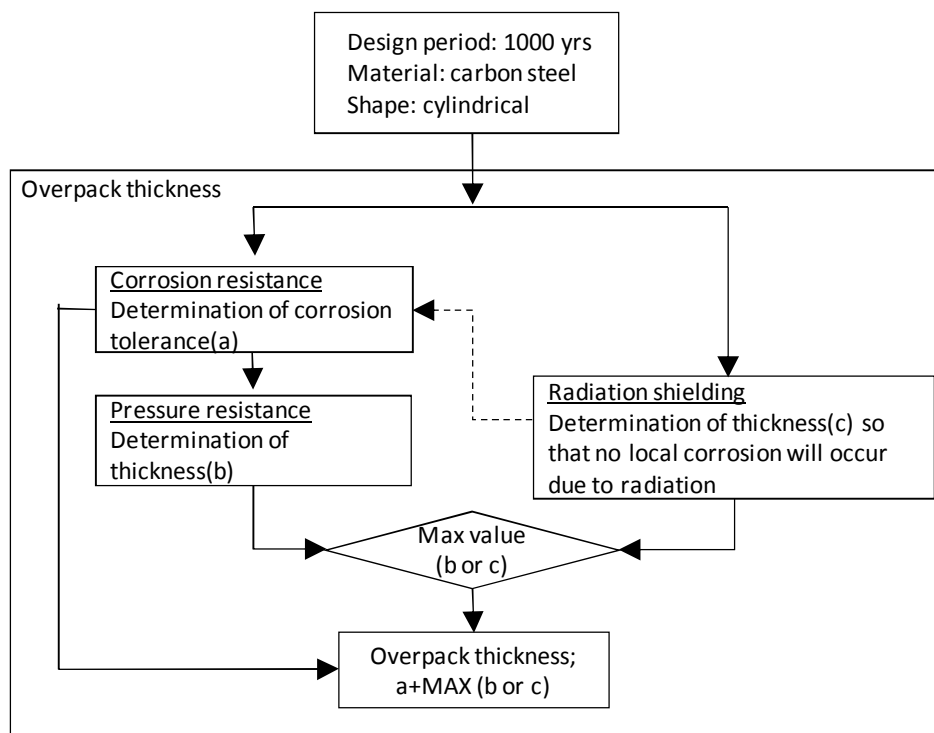 Design period: 1000 yrs
Material: carbon steel
Shape: cylindrical
Overpack thickness
Corrosion resistance
Determination of corrosion
tolerance(a)
Pressure resistance
Determination of
thickness(b)
Radiation shielding
Determination of thickness(c) so
that no local corrosion will occur
due to radiation
Max value
(b or c)
Overpack thickness;
a+MAX (b or c)